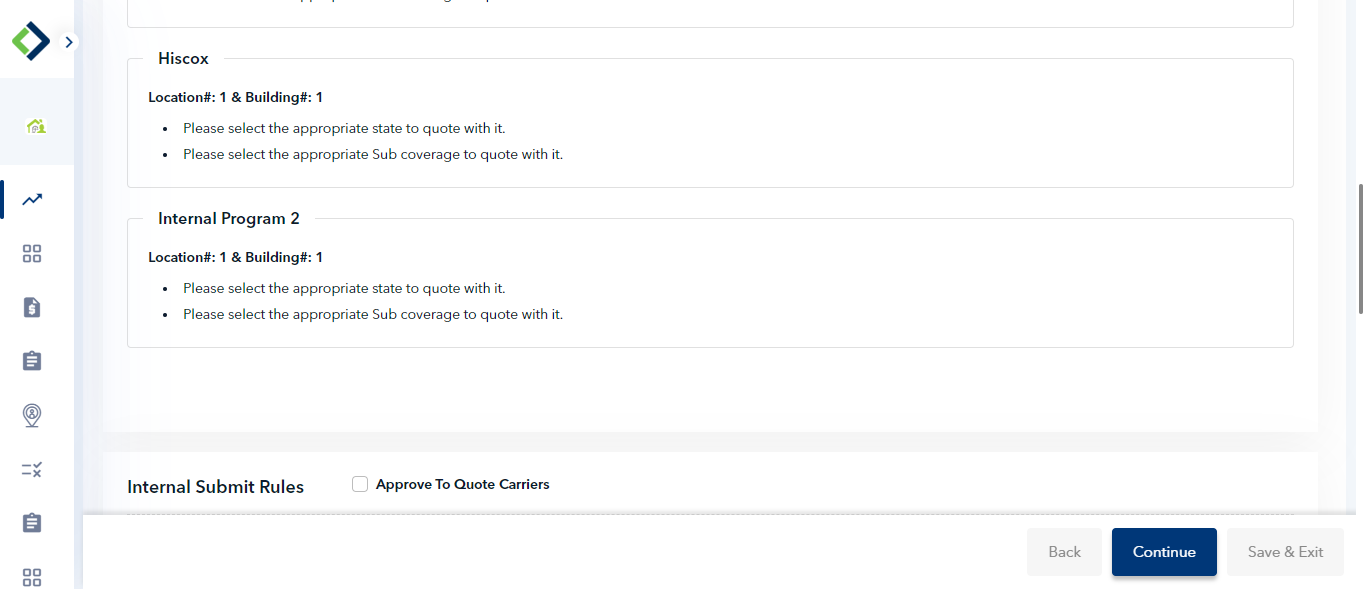 Hiscox
Location#: 1 & Building#: 1
Please select the appropriate state to quote with it.
Please select the appropriate Sub coverage to quote with it.
Internal Program 2
Location#: 1 & Building#: 1
Please select the appropriate state to quote with it.
Please select the appropriate Sub coverage to quote with it.
Internal Submit Rules
Approve To Quote Carriers
Back
Continue
Save & Exit